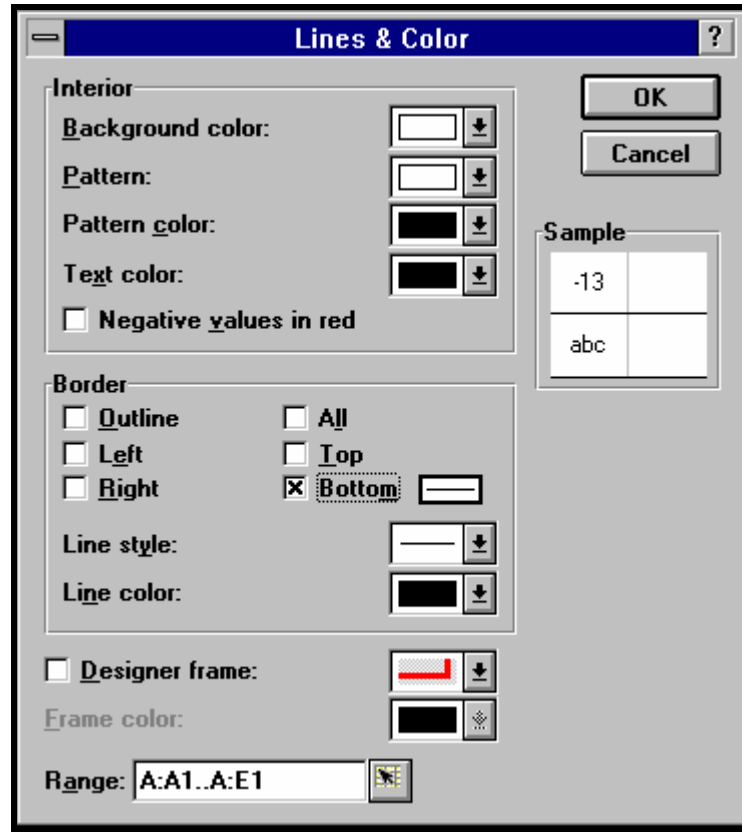 Lines & Color
?
Interior
Background color:
Pattern:
Pattern color:
Text color:
Negative values in red
OK
Cancel
Sample
-13
abc
Border
Outline
All
Left
Top
Right
Bottom
Line style:
Line color:
Designer frame:
Frame color:
Range: A:A1..A:E1